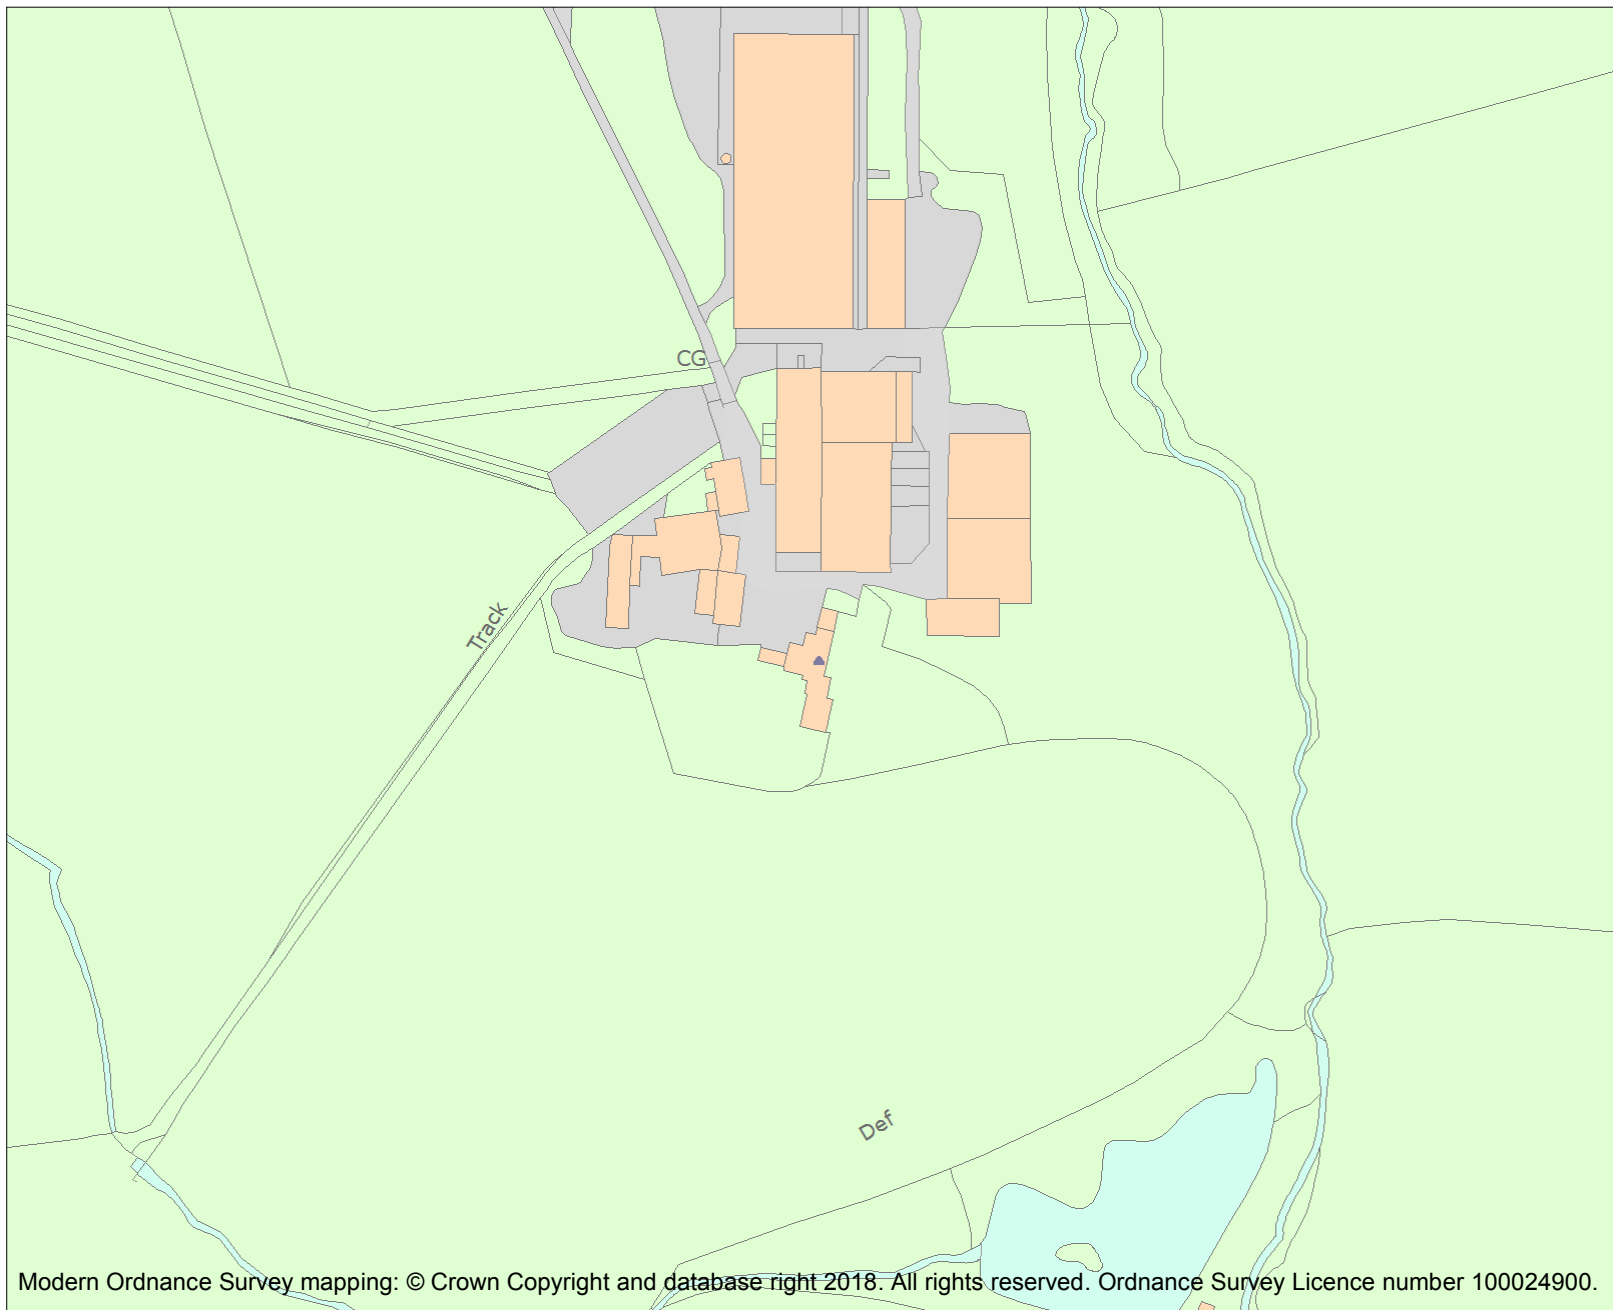 CG
Track
Def
Modern Ordnance Survey mapping: © Crown Copyright and database right 2018. All rights reserved. Ordnance Survey Licence number 100024900.